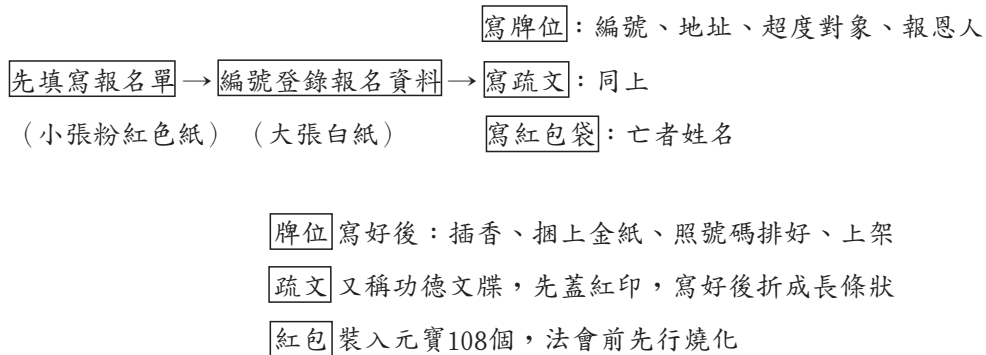 寫牌位：編號、地址、超度對象、報恩人
先填寫報名單→編號登錄報名資料→寫疏文：同上
（小張粉紅色紙）（大張白紙） 寫紅包袋：亡者姓名
牌位寫好後：插香、捆上金紙、照號碼排好、上架
疏文又稱功德文牒，先蓋紅印，寫好後折成長條狀
紅包裝入元寶108個，法會前先行燒化